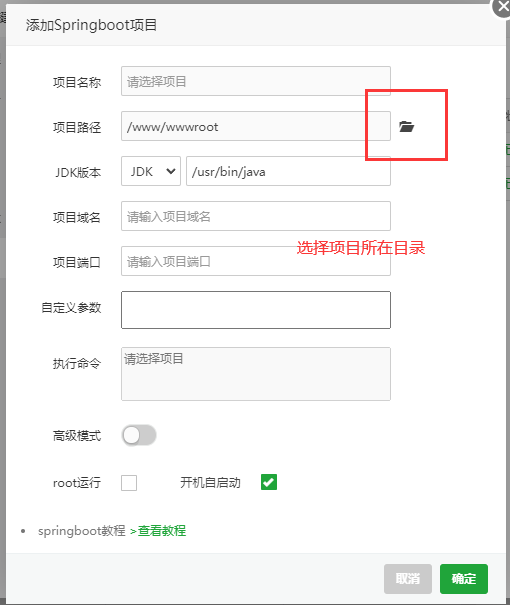 添加Springboot项目
项目名称 请选择项目
项目路径 /www/wwwroot
JDK版本 JDK /usr/bin/java
项目域名 请输入项目域名
选择项目所在目录
项目端口 请输入项目端口
自定义参数
执行命令 请选择项目
高级模式
root运行 开机自启动
springboot教程 >查看教程
取消 确定